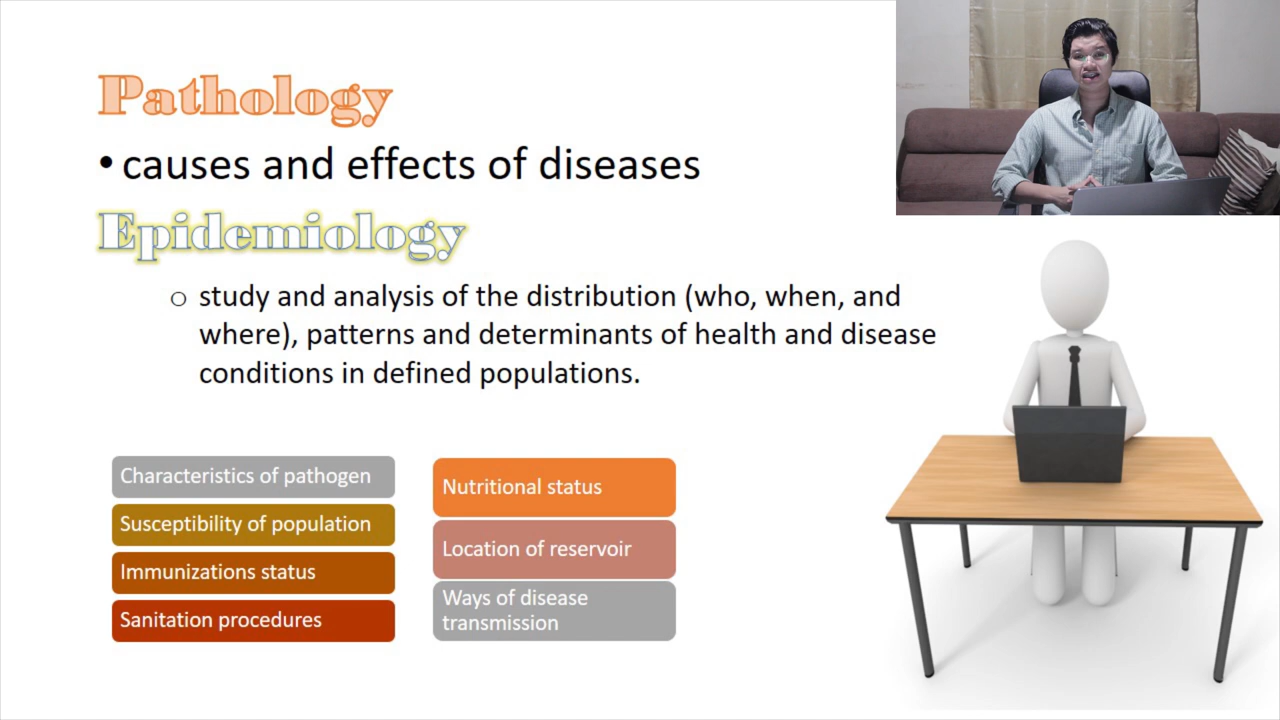 Pathology
• causes and effects of diseases
Epidemiology
o study and analysis of the distribution (who, when, and
where), patterns and determinants of health and disease
conditions in defined populations.
Characteristics of pathogen
Susceptibility of population
Immunizations status
Sanitation procedures
Nutritional status
Location of reservoir
Ways of disease
transmission